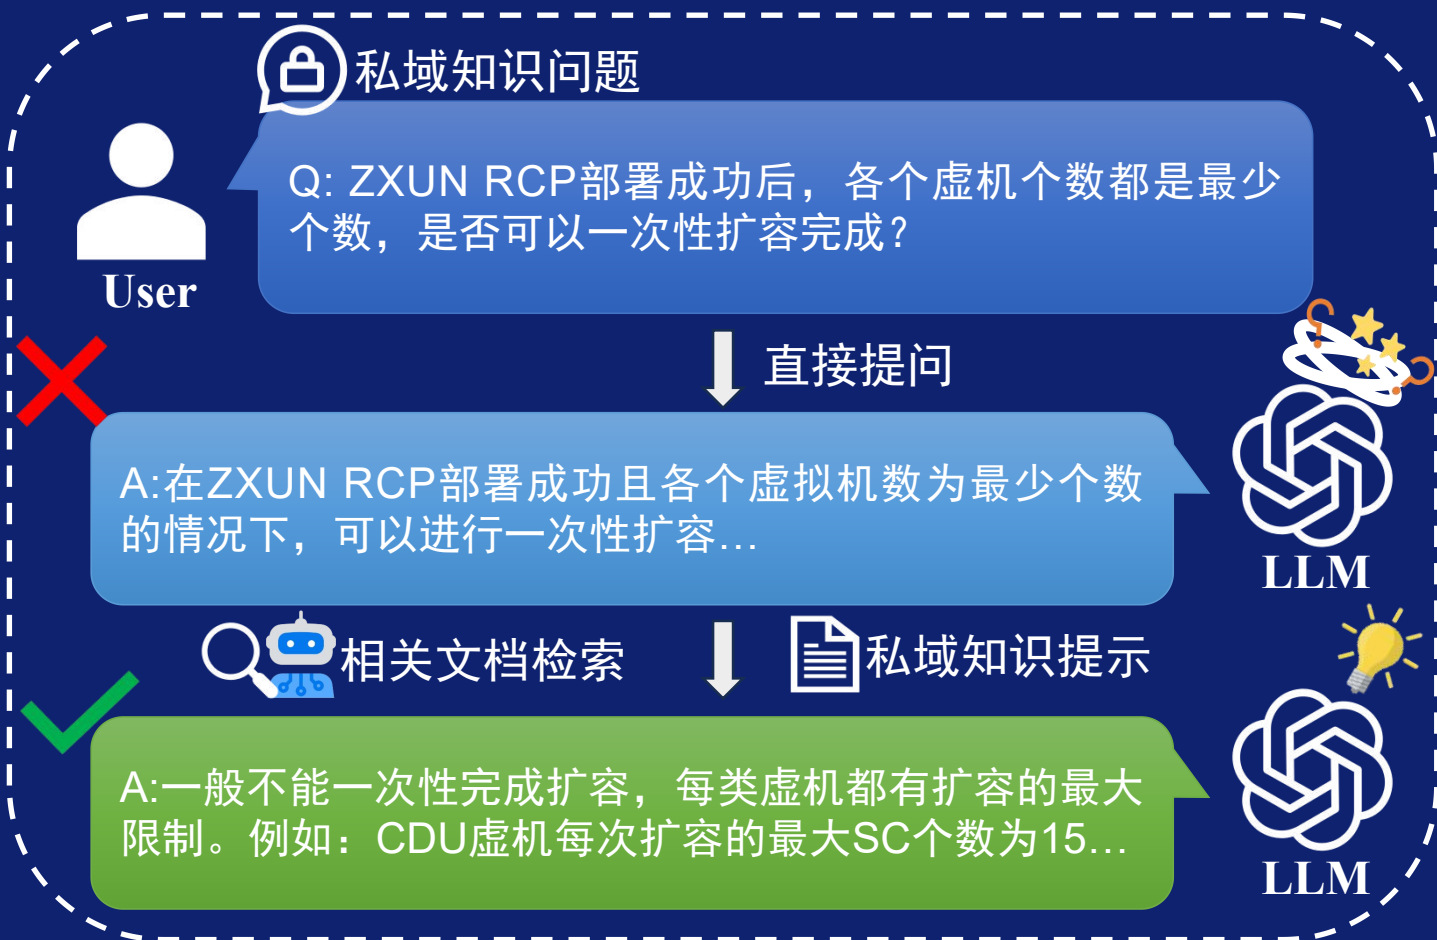 私域知识问题
Q: ZXUN RCP部署成功后，各个虚机个数都是最少
个数，是否可以一次性扩容完成？
User
直接提问
A:在ZXUN RCP部署成功且各个虚拟机数为最少个数
的情况下，可以进行一次性扩容…
LLM
相关文档检索
私域知识提示
A:一般不能一次性完成扩容，每类虚机都有扩容的最大
限制。例如：CDU虚机每次扩容的最大SC个数为15…
LLM